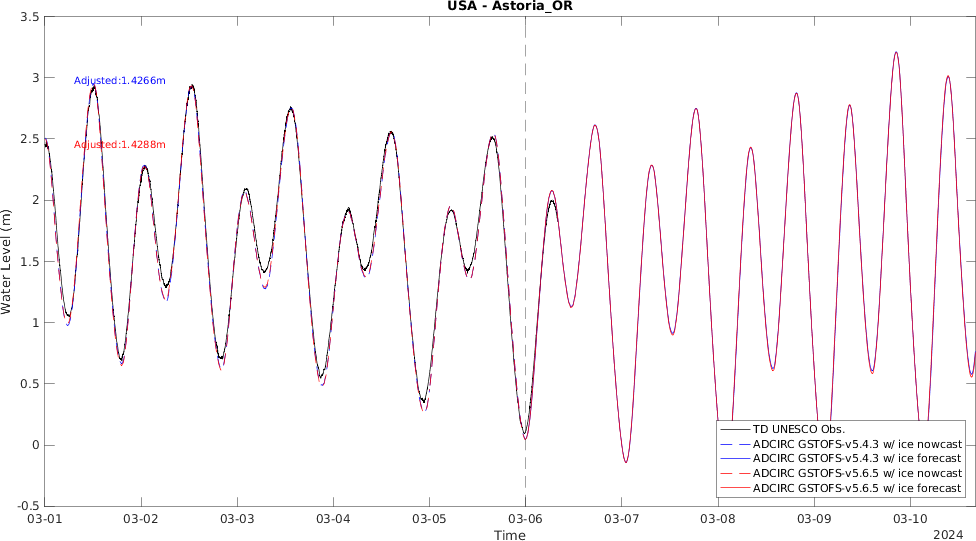 USA - Astoria_OR
3.5
3
2.5
2
1.5
1
0.5
0
-0.5
Water Level (m)
Adjusted:1.4266m
Adjusted:1.4288m
TD UNESCO Obs.
ADCIRC GSTOFS-v5.4.3 w/ ice nowcast
ADCIRC GSTOFS-v5.4.3 w/ ice forecast
ADCIRC GSTOFS-v5.6.5 w/ ice nowcast
ADCIRC GSTOFS-v5.6.5 w/ ice forecast
03-01 03-02 03-03 03-04 03-05 03-06 03-07 03-08 03-09 03-10
Time
2024